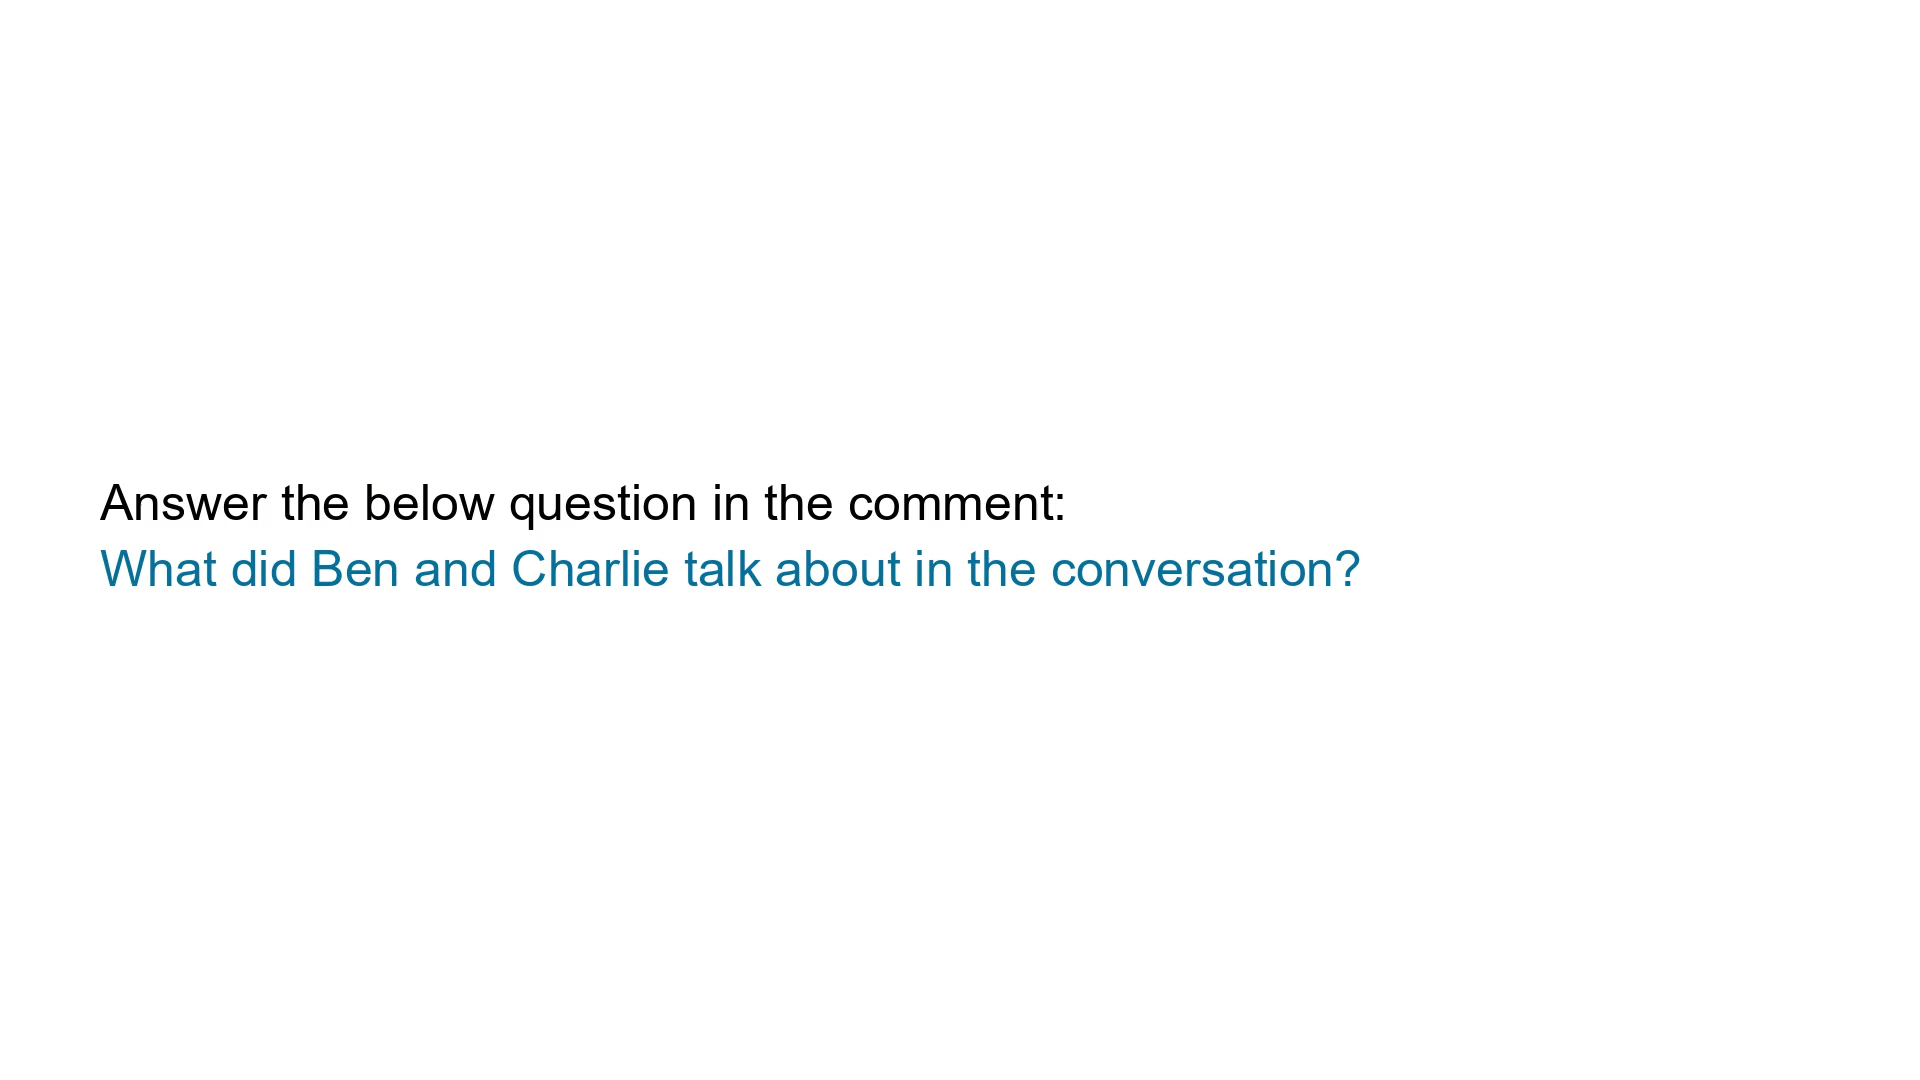 Answer the below question in the comment:
What did Ben and Charlie talk about in the conversation?